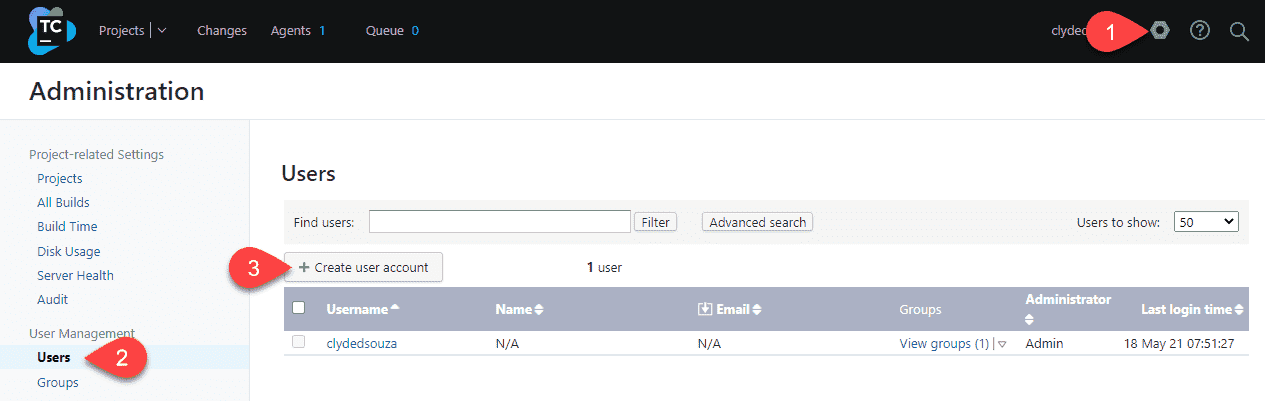 TC
Projects
Changes
Agents 1
Queue 0
clyded
1
Administration
Project-related Settings
Projects
All Builds
Build Time
Disk Usage
Server Health
Audit
User Management
Users
2
Groups
Users
Find users:
Filter
Advanced search
Users to show:
50
3
+ Create user account
1 user
Username
Name
Email
Groups
Administrator
Last login time
clydedsouza
N/A
N/A
View groups (1)
Admin
18 May 21 07:51:27